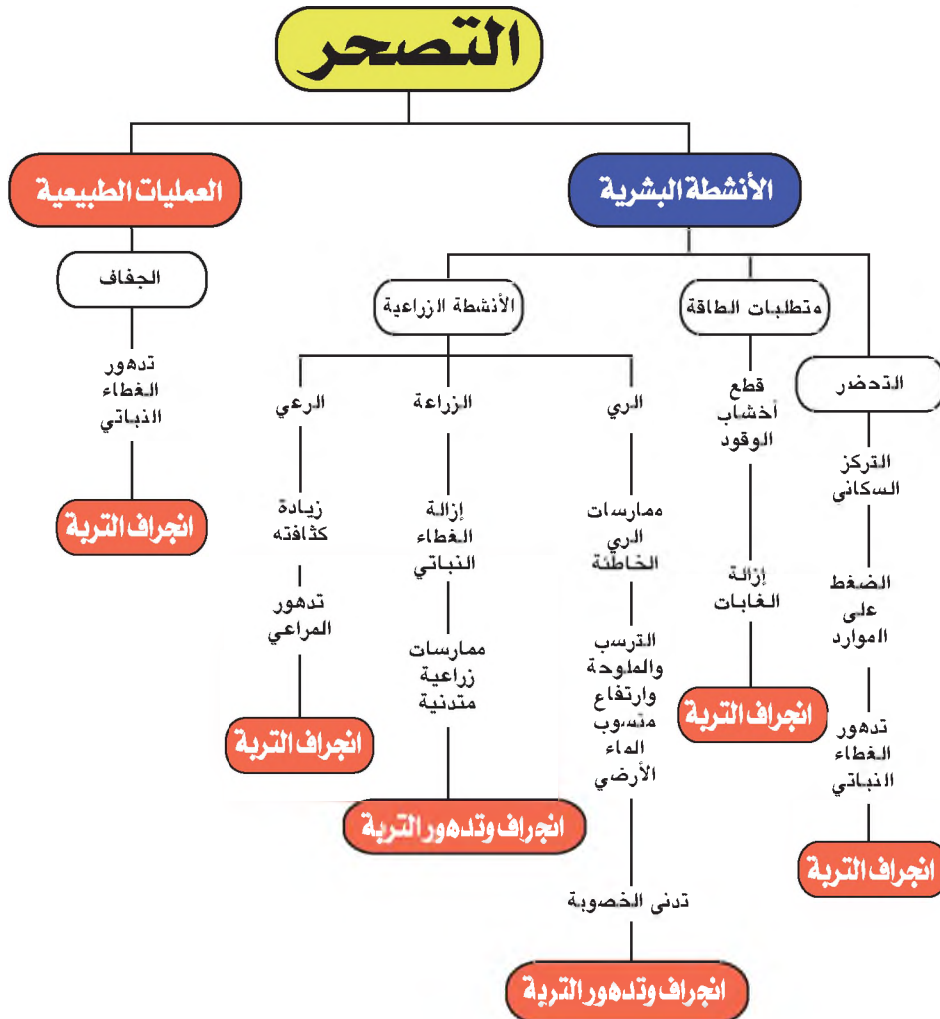 التصحر
الأنشطة البشرية
العمليات الطبيعية
متطلبات الطاقة
الأنشطة الزراعية
الجفاف
التحضر
التركز
السكاني
الضغط
على
الموارد
تدهور
الغطاء
النباتي
انجراف التربة
قطع
أخشاب
الوقود
إزالة
الغابات
انجراف التربة
الري
ممارسات
الري
الخاطئة
الترسب
والملوحة
وارتفاع
منسوب
الماء
الأرضي
تدنى الخصوبة
انجراف وتدهور التربة
الزراعة
إزالة
الغطاء
النباتي
ممارسات
زراعية
متدنية
انجراف وتدهور التربة
الرعي
زيادة
كثافته
تدهور
المراعي
انجراف التربة
تدهور
الغطاء
النباتي
انجراف التربة